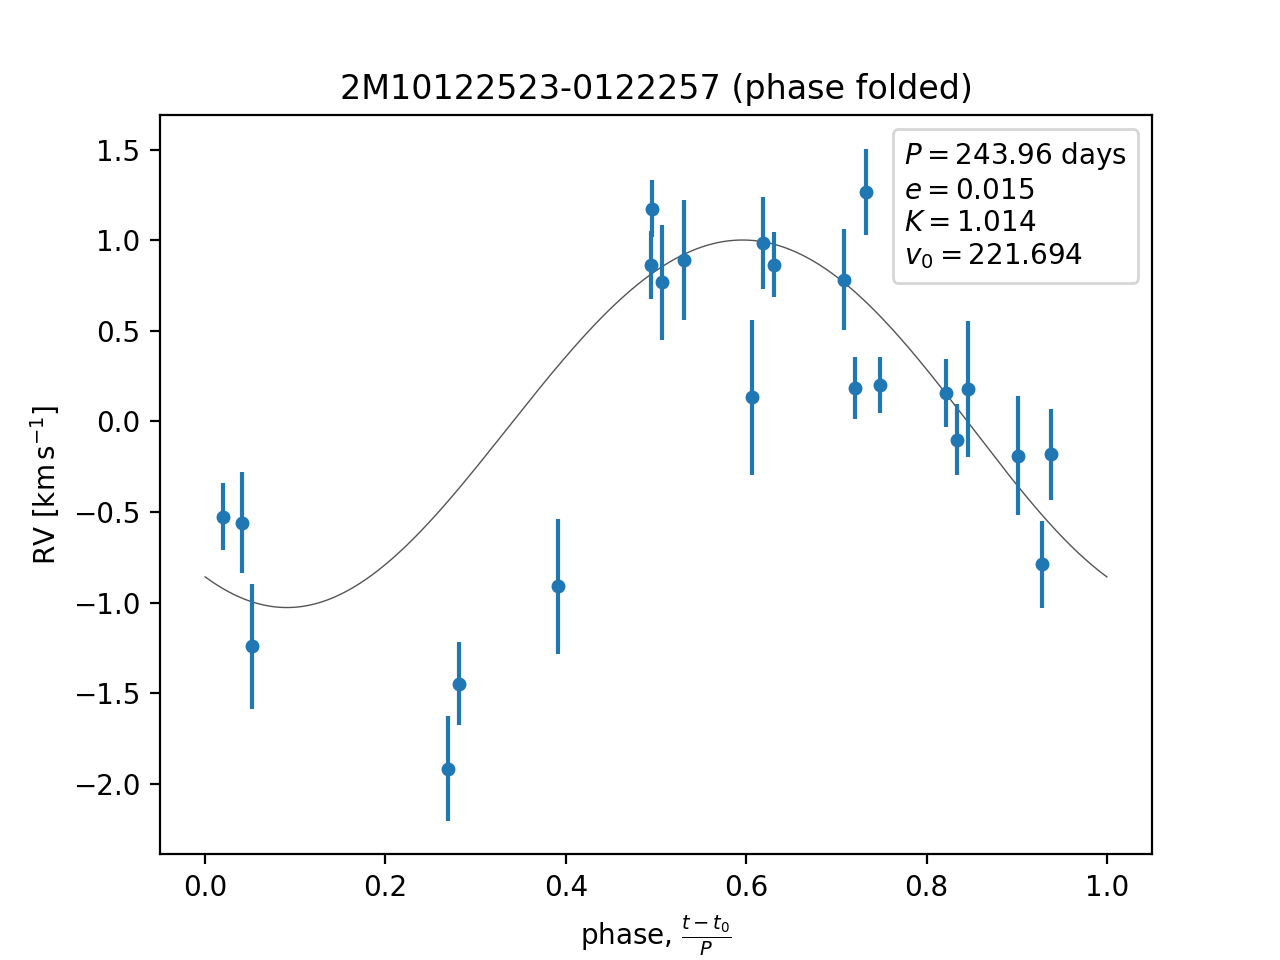 2M10122523-0122257 (phase folded)
P = 243.96 days
e = 0.015
K = 1.014
v₀ = 221.694
1.5
1.0
0.5
0.0
−0.5
−1.0
−1.5
−2.0
RV [km s⁻¹]
0.0 0.2 0.4 0.6 0.8 1.0
phase, (t − t₀)/P